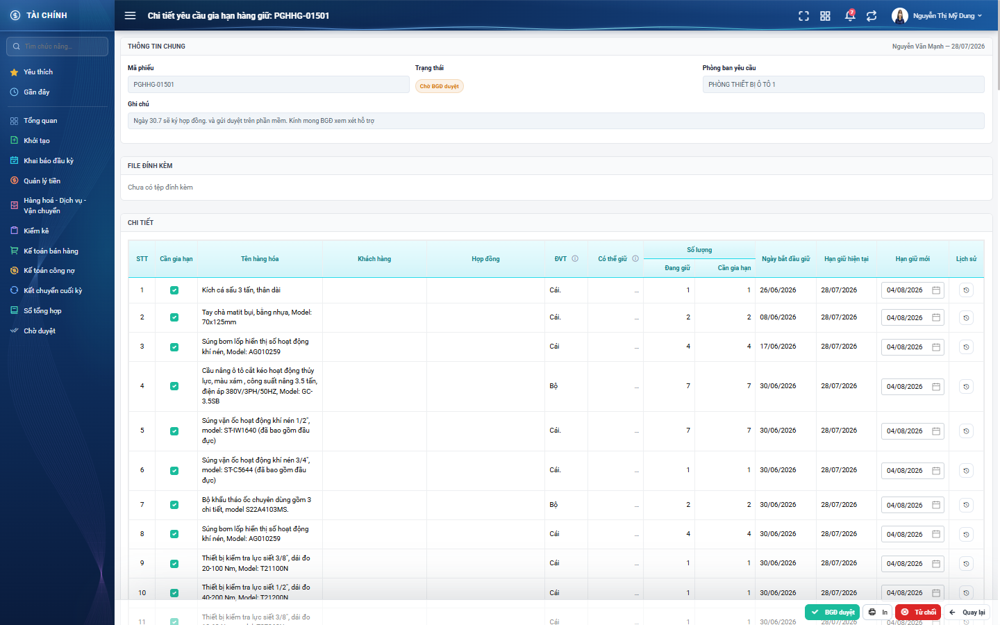 TÀI CHÍNH
Chi tiết yêu cầu gia hạn hàng giữ: PGHHG-01501
7
Nguyễn Thị Mỹ Dung
Tìm chức năng...
Yêu thích
Gần đây
Tổng quan
Khởi tạo
Khai báo đầu kỳ
Quản lý tiền
Hàng hoá - Dịch vụ -
Vận chuyển
Kiểm kê
Kế toán bán hàng
Kế toán công nợ
Kết chuyển cuối kỳ
Sổ tổng hợp
Chờ duyệt
THÔNG TIN CHUNG
Nguyễn Văn Mạnh — 28/07/2026
Mã phiếu
Trạng thái
Phòng ban yêu cầu
PGHHG-01501
Chờ BGĐ duyệt
PHÒNG THIẾT BỊ Ô TÔ 1
Ghi chú
Ngày 30.7 sẽ ký hợp đồng. và gửi duyệt trên phần mềm. Kính mong BGĐ xem xét hỗ trợ
FILE ĐÍNH KÈM
Chưa có tệp đính kèm
CHI TIẾT
STT Cần gia hạn Tên hàng hóa Khách hàng Hợp đồng ĐVT Có thể giữ Số lượng Đang giữ Cần gia hạn Ngày bắt đầu giữ Hạn giữ hiện tại Hạn giữ mới Lịch sử
1 Kích cá sấu 3 tấn, thân dài Cái. ... 1 1 26/06/2026 28/07/2026 04/08/2026
2 Tay chà matit bụi, bằng nhựa, Model: 70x125mm Cái. ... 2 2 08/06/2026 28/07/2026 04/08/2026
3 Súng bơm lốp hiển thị số hoạt động khí nén, Model: AG010259 Cái ... 4 4 17/06/2026 28/07/2026 04/08/2026
4 Cầu nâng ô tô cắt kéo hoạt động thủy lực, màu xám , công suất nâng 3.5 tấn, điện áp 380V/3PH/50HZ, Model: GC-3.5SB Bộ ... 7 7 30/06/2026 28/07/2026 04/08/2026
5 Súng vặn ốc hoạt động khí nén 1/2", model: ST-IW1640 (đã bao gồm đầu đực) Cái. ... 7 7 30/06/2026 28/07/2026 04/08/2026
6 Súng vặn ốc hoạt động khí nén 3/4", model: ST-C5644 (đã bao gồm đầu đực) Cái. ... 1 1 30/06/2026 28/07/2026 04/08/2026
7 Bộ khẩu tháo ốc chuyên dùng gồm 3 chi tiết, model S22A4103MS. Bộ ... 2 2 30/06/2026 28/07/2026 04/08/2026
8 Súng bơm lốp hiển thị số hoạt động khí nén, Model: AG010259 Cái ... 4 4 30/06/2026 28/07/2026 04/08/2026
9 Thiết bị kiểm tra lực siết 3/8", dải đo 20-100 Nm, Model: T21100N Cái ... 1 1 30/06/2026 28/07/2026 04/08/2026
10 Thiết bị kiểm tra lực siết 1/2", dải đo 40-200 Nm, Model: T21200N Cái ... 1 1 30/06/2026 28/07/2026 04/08/2026
11 Thiết bị kiểm tra lực siết 3/8", dải đo Cái ... 1 1 30/06/2026 28/07/2026 04/08/2026
BGĐ duyệt
In
Từ chối
Quay lại